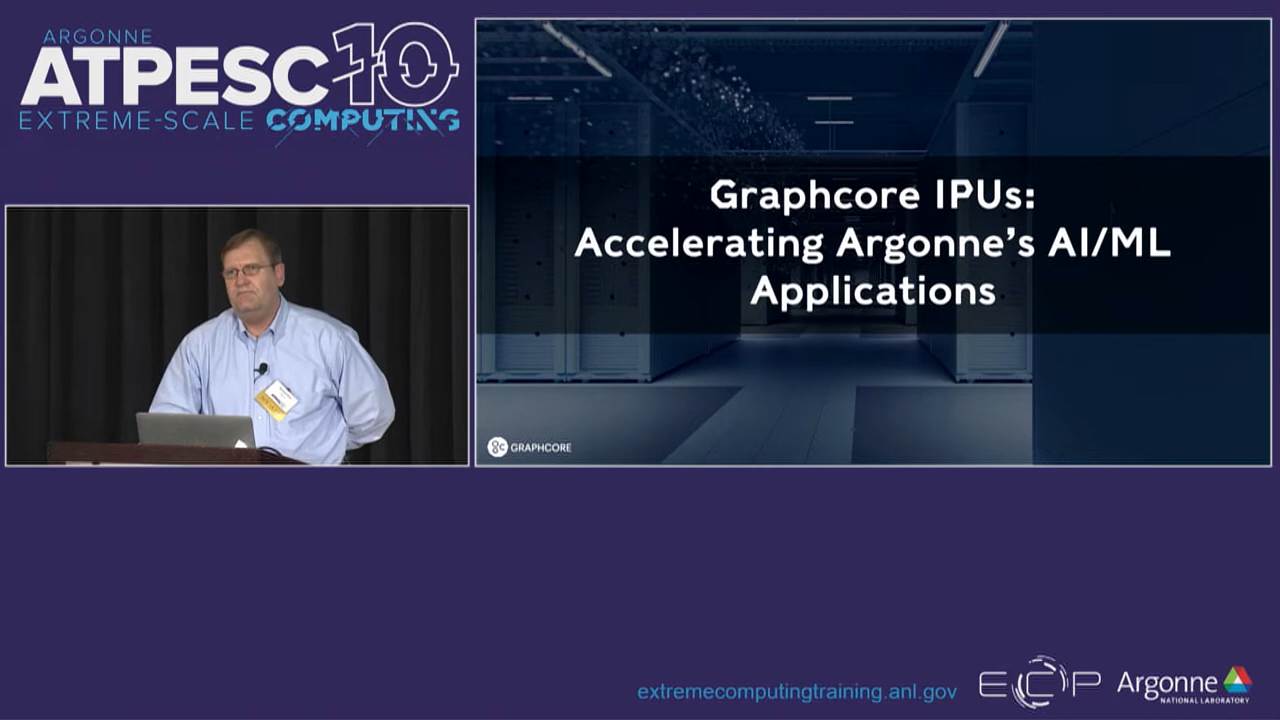 ARGONNE
ATPESC10
EXTREME-SCALE COMPUTING
Graphcore IPUs:
Accelerating Argonne's AI/ML
Applications
gc GRAPHCORE
extremecomputingtraining.anl.gov
ECP
Argonne
NATIONAL LABORATORY